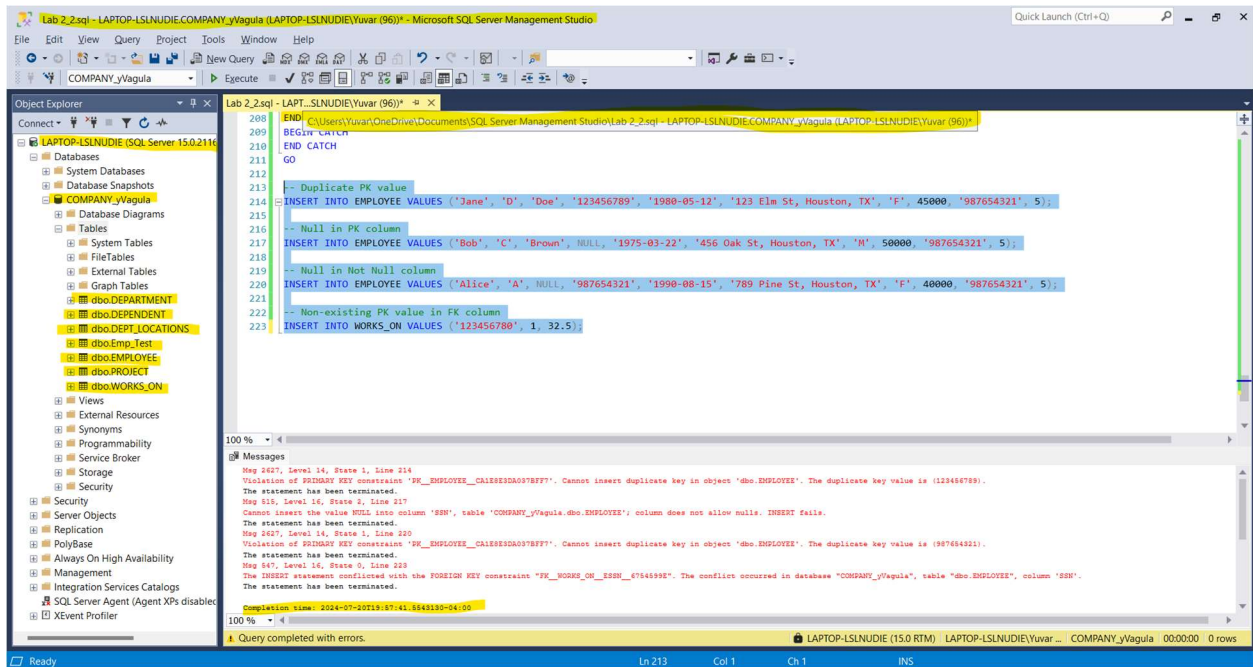 Lab 2_2.sql - LAPTOP-LSLNUDIE.COMPANY_yVagula (LAPTOP-LSLNUDIE\Yuvar (96))* - Microsoft SQL Server Management Studio
Quick Launch (Ctrl+Q)
File Edit View Query Project Tools Window Help
New Query
COMPANY_yVagula
Execute
Object Explorer
Connect
LAPTOP-LSLNUDIE (SQL Server 15.0.2116
Databases
System Databases
Database Snapshots
COMPANY_yVagula
Database Diagrams
Tables
System Tables
FileTables
External Tables
Graph Tables
dbo.DEPARTMENT
dbo.DEPENDENT
dbo.DEPT_LOCATIONS
dbo.Emp_Test
dbo.EMPLOYEE
dbo.PROJECT
dbo.WORKS_ON
Views
External Resources
Synonyms
Programmability
Service Broker
Storage
Security
Security
Server Objects
Replication
PolyBase
Always On High Availability
Management
Integration Services Catalogs
SQL Server Agent (Agent XPs disabled
XEvent Profiler
Lab 2_2.sql - LAPT...SLNUDIE\Yuvar (96))*
C:\Users\Yuvar\OneDrive\Documents\SQL Server Management Studio\Lab 2_2.sql - LAPTOP-LSLNUDIE.COMPANY_yVagula (LAPTOP-LSLNUDIE\Yuvar (96))*
208 END
209 BEGIN CATCH
210 END CATCH
211 GO
212
213 -- Duplicate PK value
214 INSERT INTO EMPLOYEE VALUES ('Jane', 'D', 'Doe', '123456789', '1980-05-12', '123 Elm St, Houston, TX', 'F', 45000, '987654321', 5);
215
216 -- Null in PK column
217 INSERT INTO EMPLOYEE VALUES ('Bob', 'C', 'Brown', NULL, '1975-03-22', '456 Oak St, Houston, TX', 'M', 50000, '987654321', 5);
218
219 -- Null in Not Null column
220 INSERT INTO EMPLOYEE VALUES ('Alice', 'A', NULL, '987654321', '1990-08-15', '789 Pine St, Houston, TX', 'F', 40000, '987654321', 5);
221
222 -- Non-existing PK value in FK column
223 INSERT INTO WORKS_ON VALUES ('123456780', 1, 32.5);
100 %
Messages
Msg 2627, Level 14, State 1, Line 214
Violation of PRIMARY KEY constraint 'PK__EMPLOYEE__CA1E8E3DA037BFF7'. Cannot insert duplicate key in object 'dbo.EMPLOYEE'. The duplicate key value is (123456789).
The statement has been terminated.
Msg 515, Level 16, State 2, Line 217
Cannot insert the value NULL into column 'SSN', table 'COMPANY_yVagula.dbo.EMPLOYEE'; column does not allow nulls. INSERT fails.
The statement has been terminated.
Msg 2627, Level 14, State 1, Line 220
Violation of PRIMARY KEY constraint 'PK__EMPLOYEE__CA1E8E3DA037BFF7'. Cannot insert duplicate key in object 'dbo.EMPLOYEE'. The duplicate key value is (987654321).
The statement has been terminated.
Msg 547, Level 16, State 0, Line 223
The INSERT statement conflicted with the FOREIGN KEY constraint "FK__WORKS_ON__ESSN__6754599E". The conflict occurred in database "COMPANY_yVagula", table "dbo.EMPLOYEE", column 'SSN'.
The statement has been terminated.
Completion time: 2024-07-20T19:57:41.5543130-04:00
100 %
Query completed with errors.
LAPTOP-LSLNUDIE (15.0 RTM) LAPTOP-LSLNUDIE\Yuvar ... COMPANY_yVagula 00:00:00 0 rows
Ready Ln 213 Col 1 Ch 1 INS